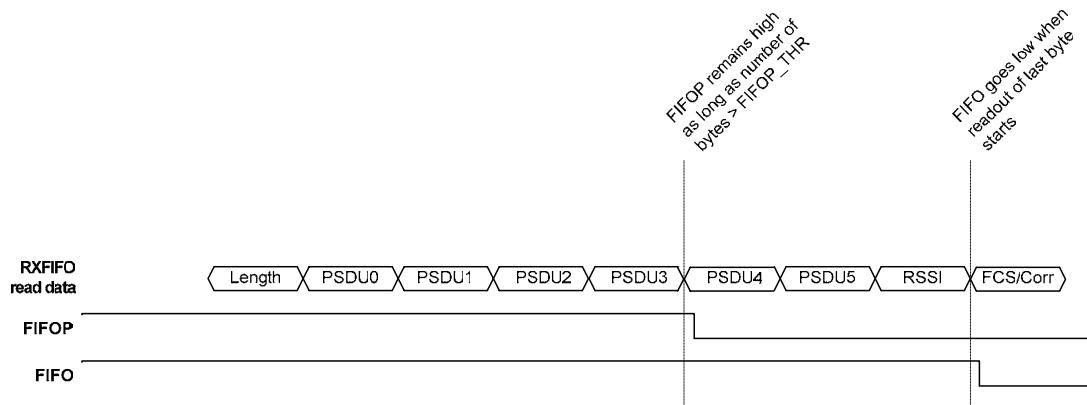 FIFOP remains high
as long as number of
bytes > FIFOP_THR
FIFO goes low when
readout of last byte
starts
RXFIFO
read data
Length PSDU0 PSDU1 PSDU2 PSDU3 PSDU4 PSDU5 RSSI FCS/Corr
FIFOP
FIFO